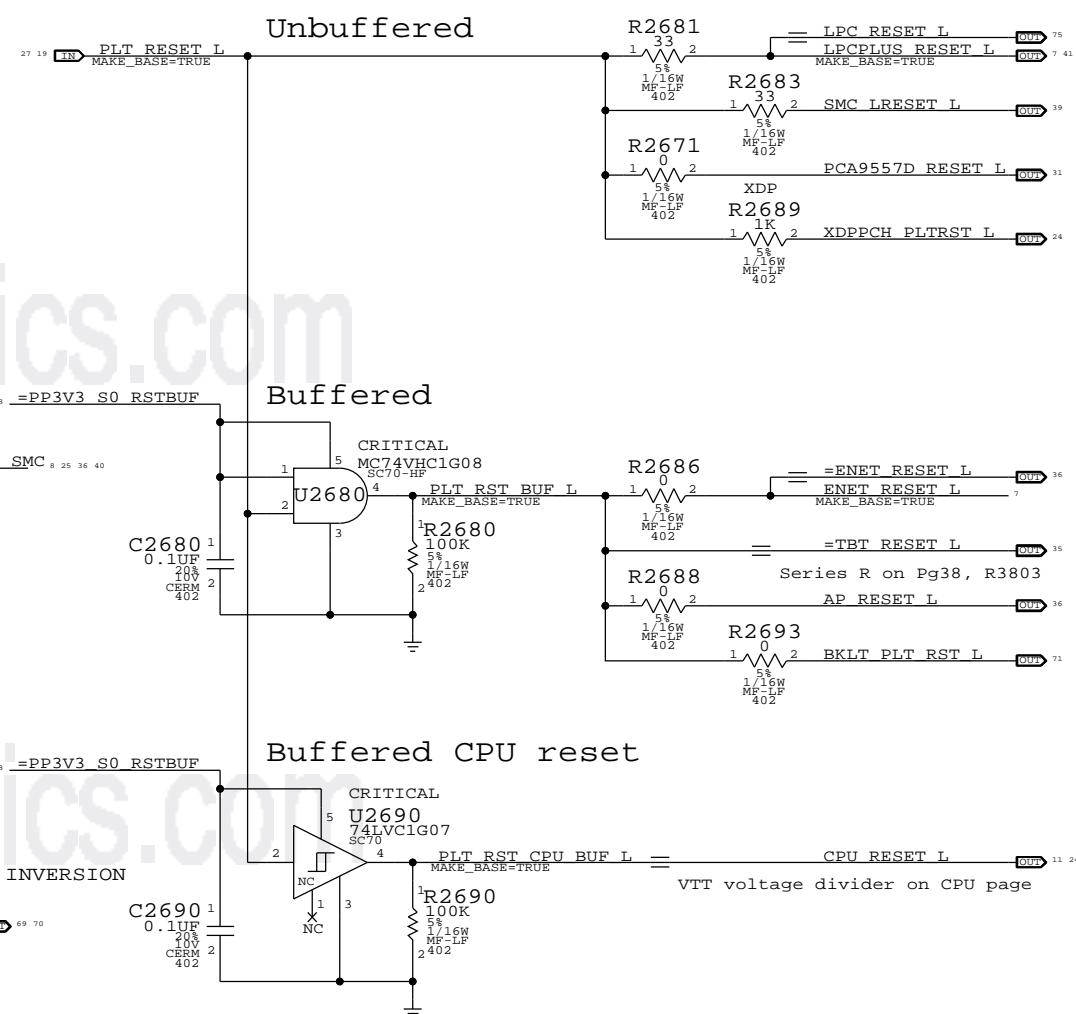 Unbuffered
27 19 IN PLT_RESET_L
MAKE_BASE=TRUE
R2681
33
1 2
5%
1/16W
MF-LF
402
LPC_RESET_L OUT 75
LPCPLUS_RESET_L OUT 7 41
MAKE_BASE=TRUE
R2683
33
1 2
5%
1/16W
MF-LF
402
SMC_LRESET_L OUT 39
R2671
0
1 2
5%
1/16W
MF-LF
402
PCA9557D_RESET_L OUT 31
XDP
R2689
1K
1 2
5%
1/16W
MF-LF
402
XDPPCH_PLTRST_L OUT 24
ics.com
Buffered
=PP3V3_S0_RSTBUF
SMC 8 25 36 40
CRITICAL
MC74VHC1G08
SC70-HF
U2680
5
1
2
4
3
PLT_RST_BUF_L
MAKE_BASE=TRUE
C2680
0.1UF
20%
10V
CERM
402
1
2
R2680
100K
5%
1/16W
MF-LF
402
1
2
R2686
0
1 2
5%
1/16W
MF-LF
402
=ENET_RESET_L OUT 36
ENET_RESET_L 7
MAKE_BASE=TRUE
=TBT_RESET_L OUT 35
Series R on Pg38, R3803
R2688
0
1 2
5%
1/16W
MF-LF
402
AP_RESET_L OUT 36
R2693
0
1 2
5%
1/16W
MF-LF
402
BKLT_PLT_RST_L OUT 71
Buffered CPU reset
=PP3V3_S0_RSTBUF
ics.com
CRITICAL
U2690
74LVC1G07
SC70
5
2
4
NC
1
3
NC
PLT_RST_CPU_BUF_L
MAKE_BASE=TRUE
CPU_RESET_L OUT 11
VTT voltage divider on CPU page
INVERSION
69 70
C2690
0.1UF
20%
10V
CERM
402
1
2
R2690
100K
5%
1/16W
MF-LF
402
1
2